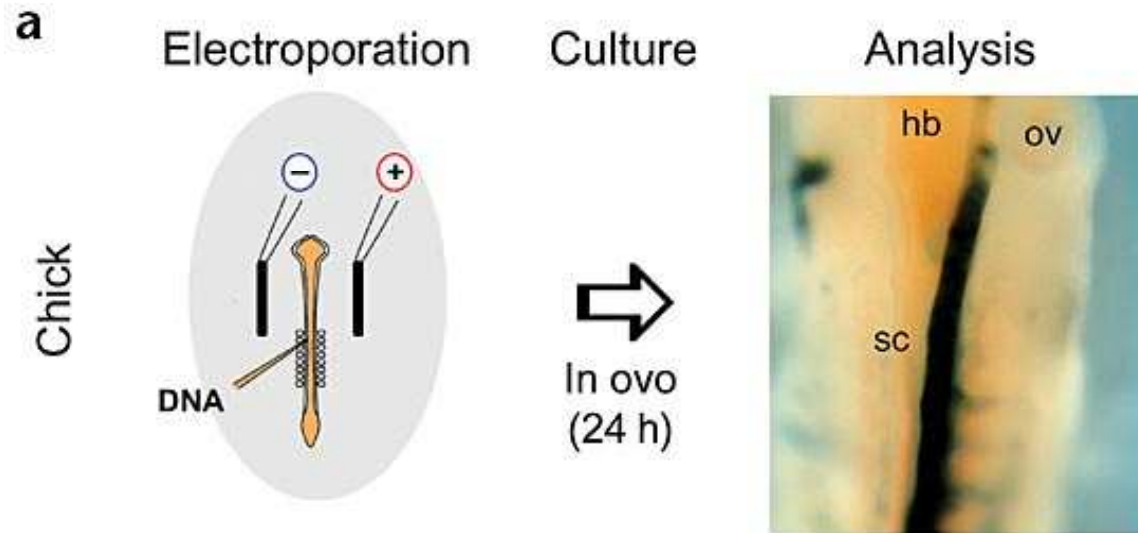 a
Electroporation
Culture
Analysis
Chick
−
+
DNA
In ovo
(24 h)
hb
ov
sc